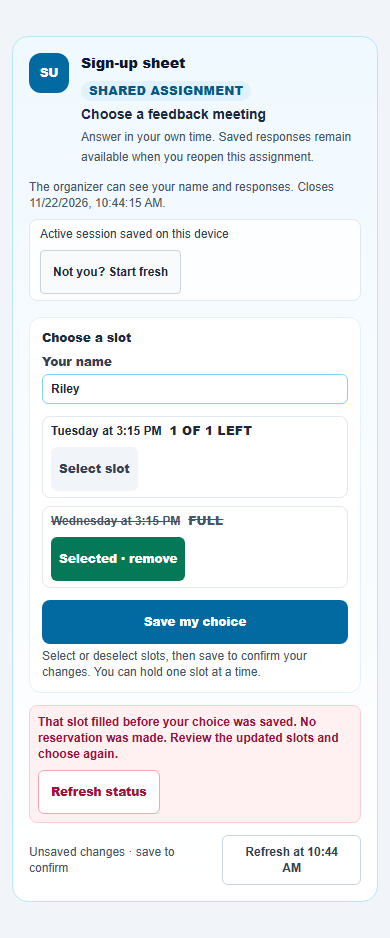 SU
Sign-up sheet
SHARED ASSIGNMENT
Choose a feedback meeting
Answer in your own time. Saved responses remain
available when you reopen this assignment.
The organizer can see your name and responses. Closes
11/22/2026, 10:44:15 AM.
Active session saved on this device
Not you? Start fresh
Choose a slot
Your name
Riley
Tuesday at 3:15 PM 1 OF 1 LEFT
Select slot
Wednesday at 3:15 PM FULL
Selected · remove
Save my choice
Select or deselect slots, then save to confirm your
changes. You can hold one slot at a time.
That slot filled before your choice was saved. No
reservation was made. Review the updated slots and
choose again.
Refresh status
Unsaved changes · save to
confirm
Refresh at 10:44
AM